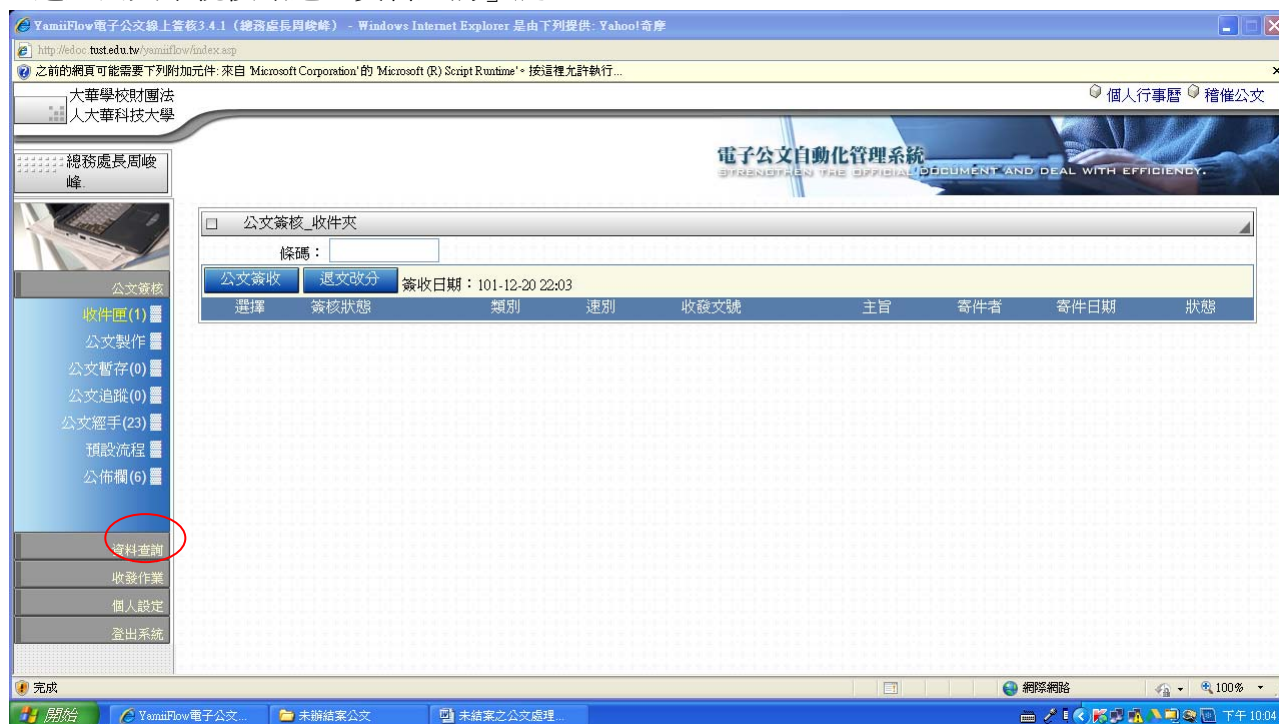 YamiiFlow電子公文線上簽核3.4.1 (總務處長周峻峰) - Windows Internet Explorer 是由下列提供: Yahoo!奇摩
http://edoc.tust.edu.tw/yamiiflow/index.asp
之前的網頁可能需要下列附加元件: 來自 'Microsoft Corporation' 的 'Microsoft (R) Script Runtime'。按這裡允許執行...
大華學校財團法
人大華科技大學
個人行事曆 稽催公文
總務處長周峻
峰.
電子公文自動化管理系統
STRENGTHEN THE OFFICIAL DOCUMENT AND DEAL WITH EFFICIENCY.
公文簽核_收件夾
條碼：
公文簽收 退文改分 簽收日期：101-12-20 22:03
選擇 簽核狀態 類別 速別 收發文號 主旨 寄件者 寄件日期 狀態
公文簽核
收件匣(1)
公文製作
公文暫存(0)
公文追蹤(0)
公文經手(23)
預設流程
公佈欄(6)
資料查詢
收發作業
個人設定
登出系統
完成 網際網路 100%
開始 YamiiFlow電子公文... 未辦結案公文 未結案之公文處理... 下午 10:04